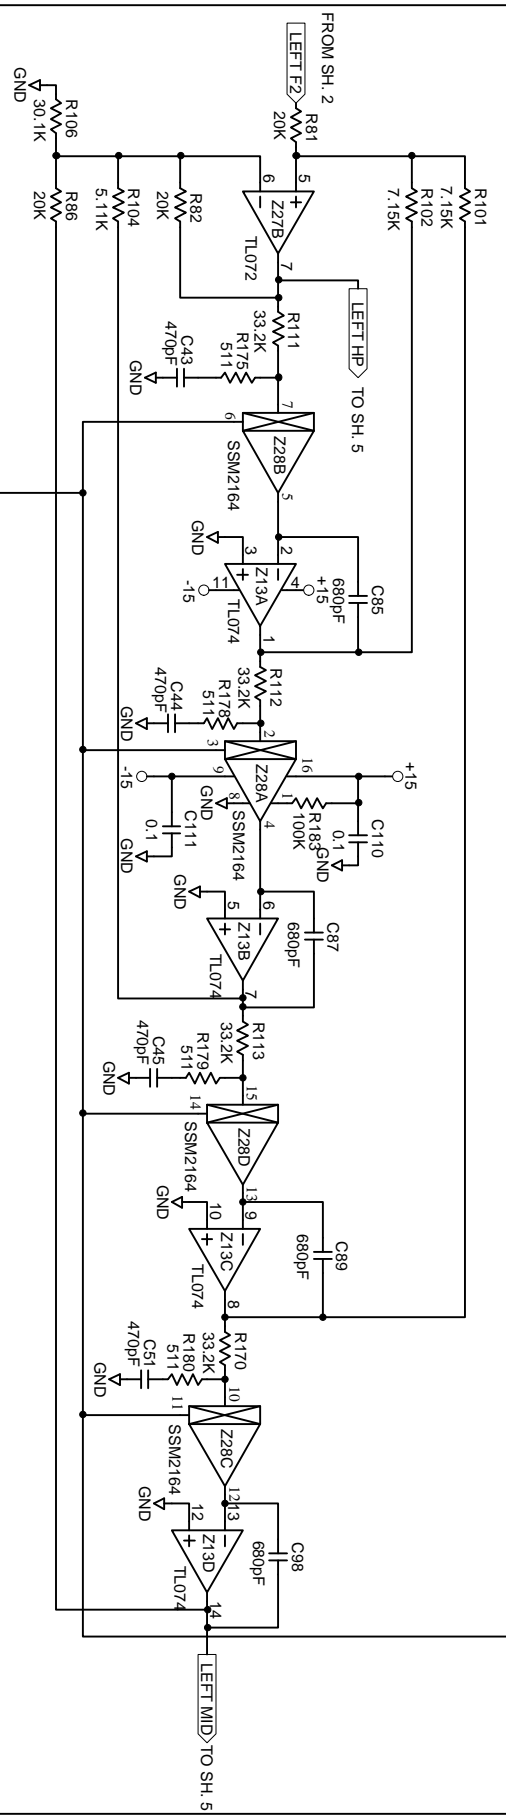 FROM SH. 2
LEFT F2
R81
20K
R101
7.15K
R102
7.15K
GND
R106
30.1K
R86
20K
R104
5.11K
R82
20K
5
6
Z27B
TL072
7
LEFT HP
TO SH. 5
R111
33.2K
R175
511
C43
470pF
GND
7
6
Z28B
SSM2164
5
C85
680pF
GND
2
3
Z13A
TL074
4
+15
11
-15
1
R112
33.2K
R178
511
C44
470pF
GND
2
3
Z28A
SSM2164
16
+15
9
-15
8
GND
1
4
R183
100K
C110
0.1
GND
C111
0.1
GND
C87
680pF
GND
6
5
Z13B
TL074
7
R113
33.2K
R179
511
C45
470pF
GND
15
14
Z28D
SSM2164
13
C89
680pF
GND
9
10
Z13C
TL074
8
R170
33.2K
R180
511
C51
470pF
GND
10
11
Z28C
SSM2164
12
C98
680pF
GND
13
12
Z13D
TL074
14
LEFT MID
TO SH. 5